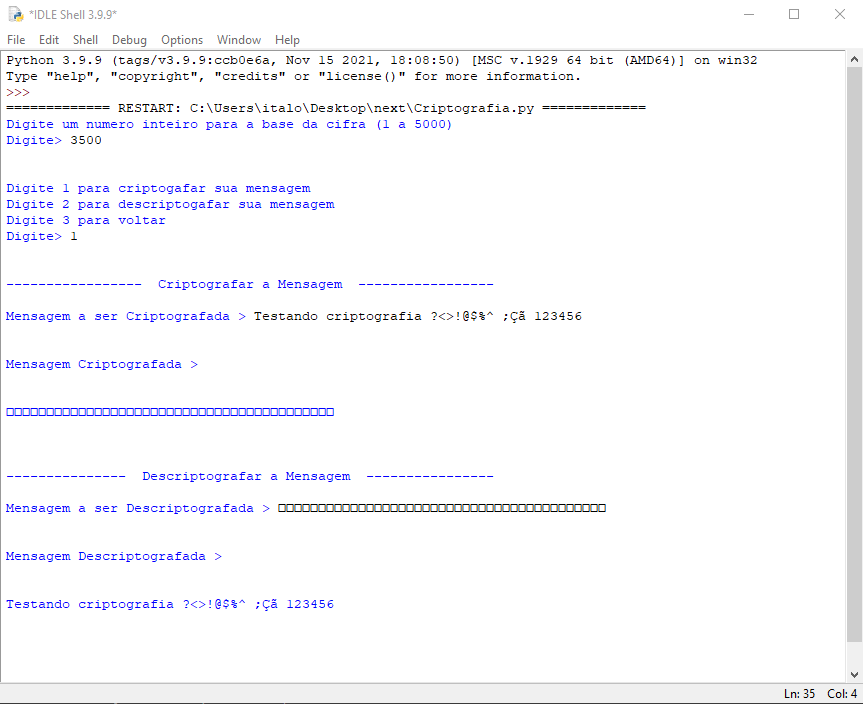 *IDLE Shell 3.9.9*
File Edit Shell Debug Options Window Help
Python 3.9.9 (tags/v3.9.9:ccb0e6a, Nov 15 2021, 18:08:50) [MSC v.1929 64 bit (AMD64)] on win32
Type "help", "copyright", "credits" or "license()" for more information.
>>>
============= RESTART: C:\Users\italo\Desktop\next\Criptografia.py =============
Digite um numero inteiro para a base da cifra (1 a 5000)
Digite> 3500
Digite 1 para criptogafar sua mensagem
Digite 2 para descriptogafar sua mensagem
Digite 3 para voltar
Digite> 1
-----------------  Criptografar a Mensagem  -----------------
Mensagem a ser Criptografada > Testando criptografia ?<>!@$%^ ;Çã 123456
Mensagem Criptografada >
□□□□□□□□□□□□□□□□□□□□□□□□□□□□□□□□□□□□□□□□□
---------------  Descriptografar a Mensagem  ----------------
Mensagem a ser Descriptografada > □□□□□□□□□□□□□□□□□□□□□□□□□□□□□□□□□□□□□□□□□
Mensagem Descriptografada >
Testando criptografia ?<>!@$%^ ;Çã 123456
Ln: 35 Col: 4